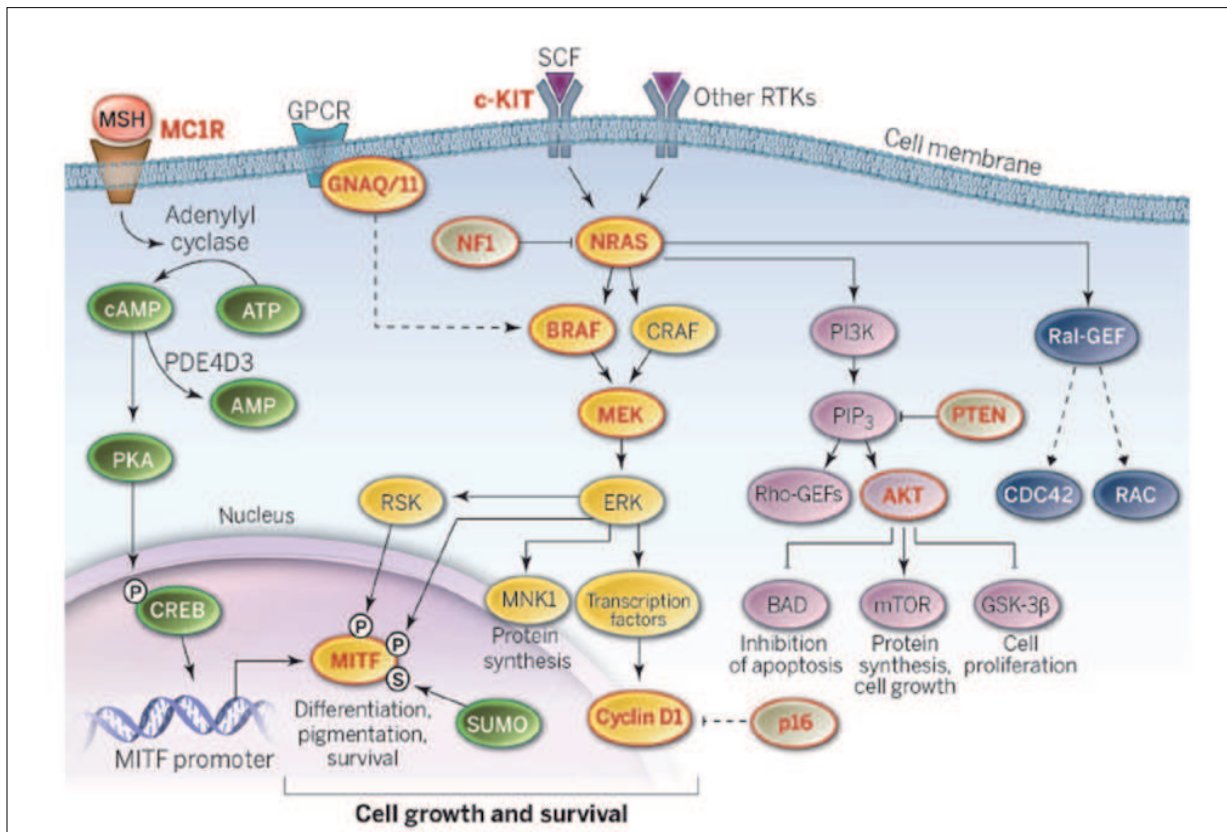 SCF
c-KIT
Other RTKs
MSH
MC1R
GPCR
Cell membrane
GNAQ/11
Adenylyl
cyclase
NF1
NRAS
cAMP
ATP
BRAF
CRAF
PI3K
Ral-GEF
PDE4D3
AMP
MEK
PIP3
PTEN
PKA
RSK
ERK
Rho-GEFs
AKT
CDC42
RAC
Nucleus
P
CREB
MNK1
Protein
synthesis
Transcription
factors
BAD
Inhibition
of apoptosis
mTOR
Protein
synthesis,
cell growth
GSK-3β
Cell
proliferation
P
P
MITF
S
Differentiation,
pigmentation,
survival
SUMO
Cyclin D1
p16
MITF promoter
Cell growth and survival